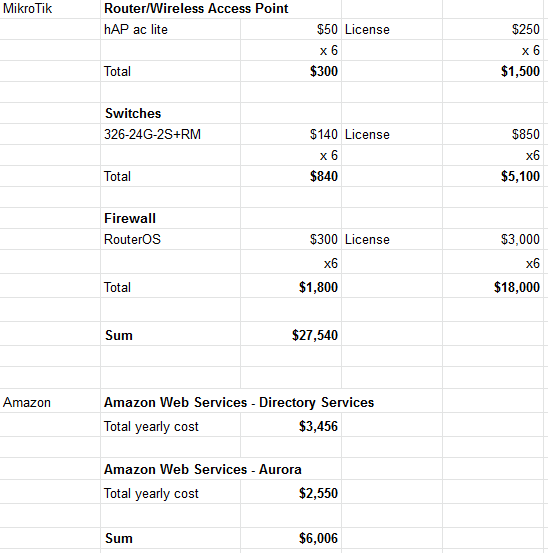 MikroTik Router/Wireless Access Point
hAP ac lite $50 License $250
x 6 x 6
Total $300 $1,500
Switches
326-24G-2S+RM $140 License $850
x 6 x6
Total $840 $5,100
Firewall
RouterOS $300 License $3,000
x6 x6
Total $1,800 $18,000
Sum $27,540
Amazon Amazon Web Services - Directory Services
Total yearly cost $3,456
Amazon Web Services - Aurora
Total yearly cost $2,550
Sum $6,006